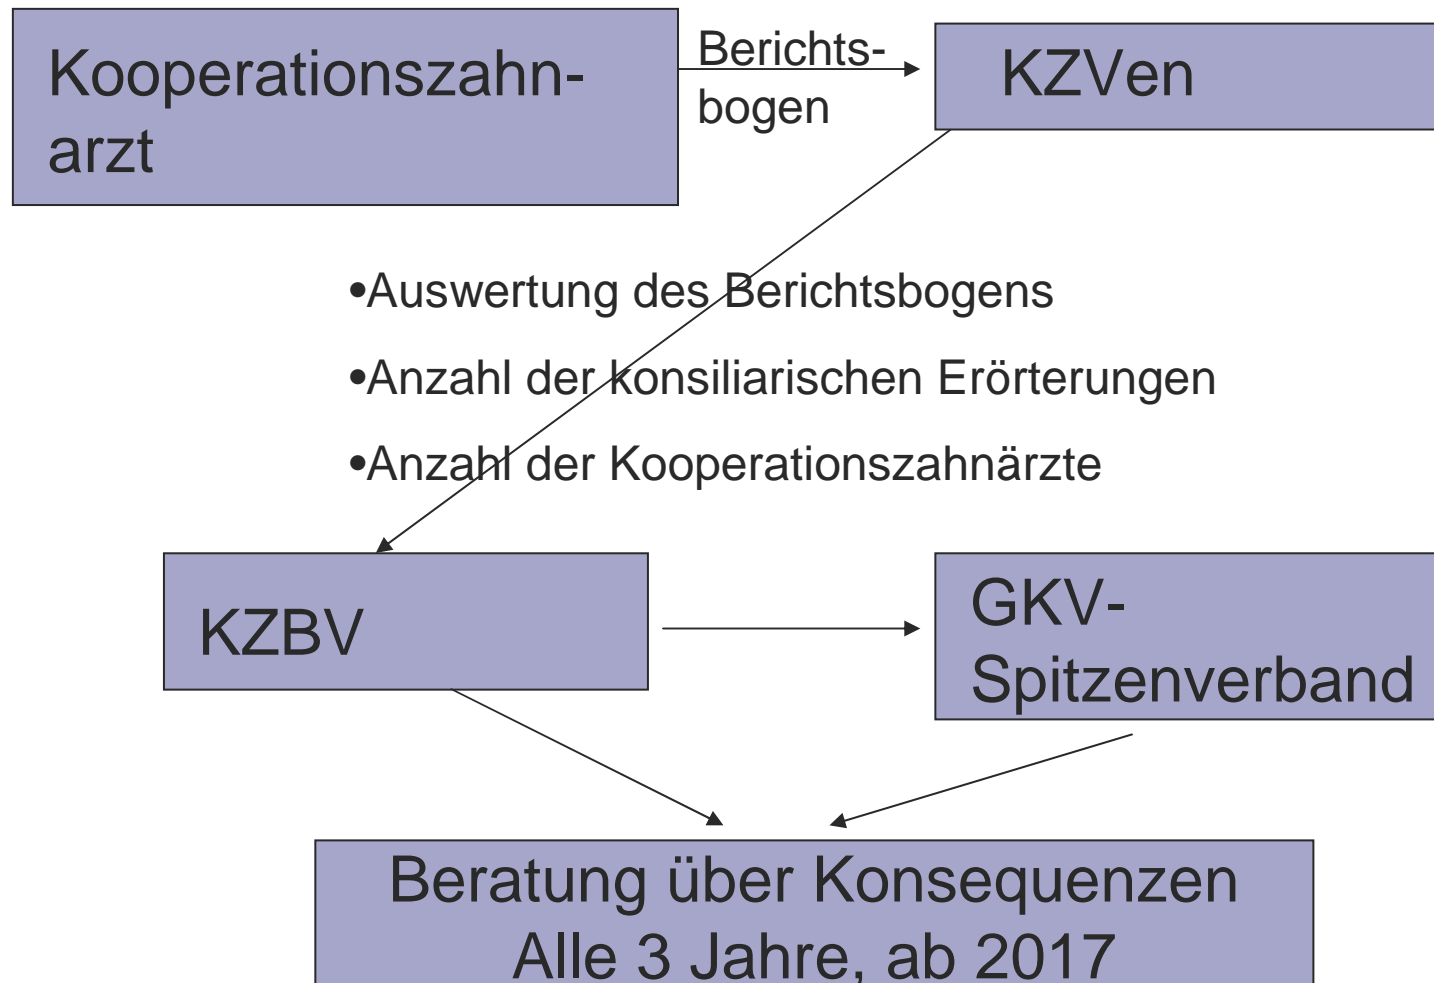 Kooperationszahn-
arzt
Berichts-
bogen
KZVen
•Auswertung des Berichtsbogens
•Anzahl der konsiliarischen Erörterungen
•Anzahl der Kooperationszahnärzte
KZBV
GKV-
Spitzenverband
Beratung über Konsequenzen
Alle 3 Jahre, ab 2017